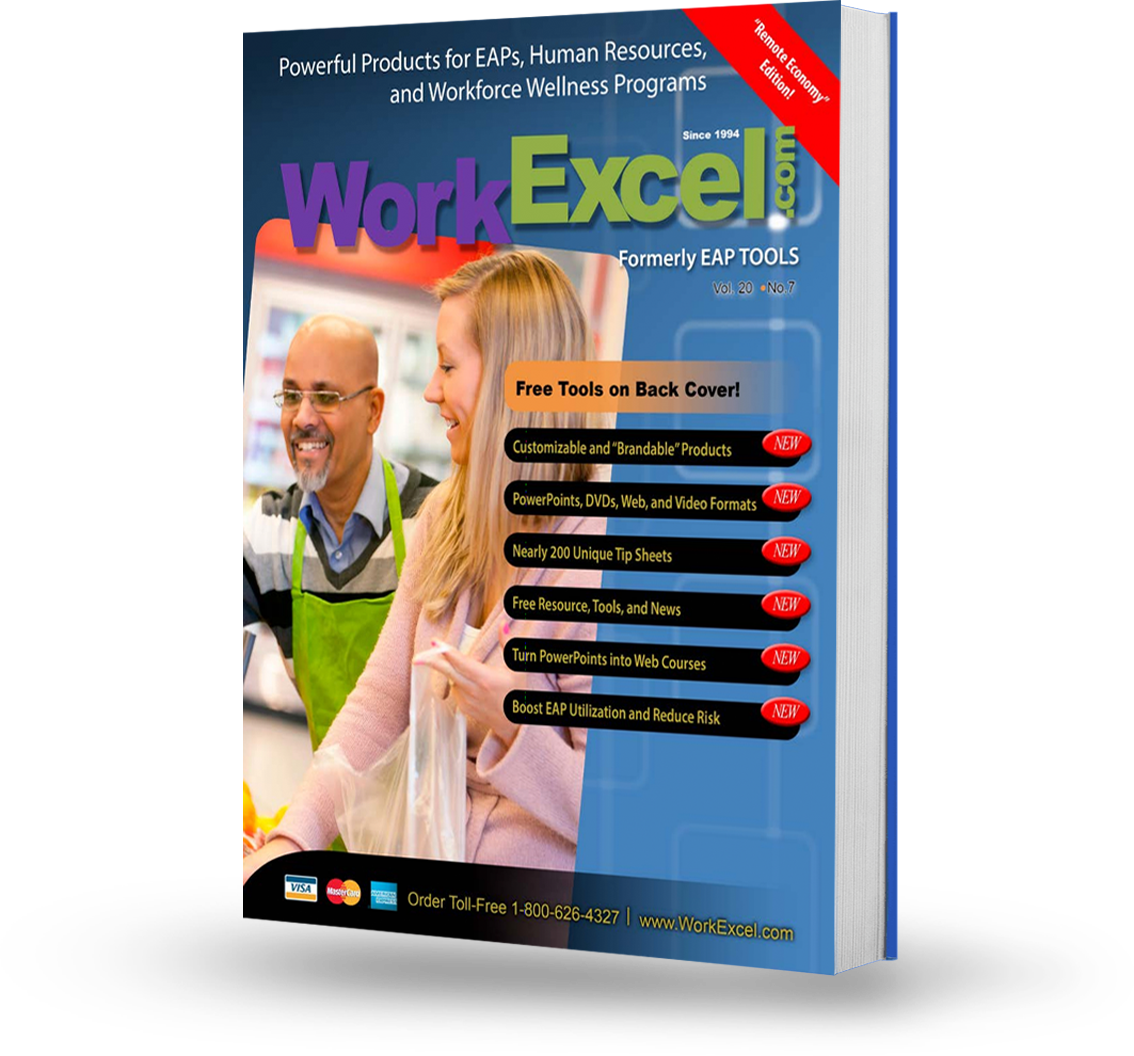 Powerful Products for EAPs, Human Resources,
and Workforce Wellness Programs
"Remote Economy"
Edition!
Since 1994
WorkExcel.com
Formerly EAP TOOLS
Vol. 20 • No.7
Free Tools on Back Cover!
Customizable and "Brandable" Products NEW
PowerPoints, DVDs, Web, and Video Formats NEW
Nearly 200 Unique Tip Sheets NEW
Free Resource, Tools, and News NEW
Turn PowerPoints into Web Courses NEW
Boost EAP Utilization and Reduce Risk NEW
VISA MasterCard AMERICAN EXPRESS Order Toll-Free 1-800-626-4327 | www.WorkExcel.com